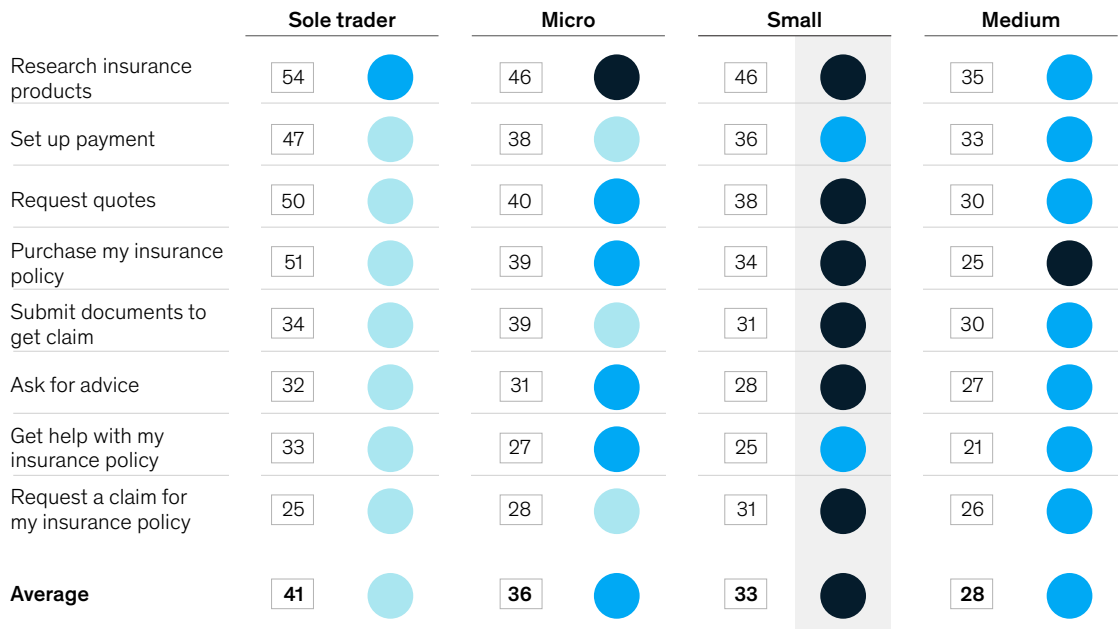 Sole trader Micro Small Medium
Research insurance
products
54 46 46 35
Set up payment 47 38 36 33
Request quotes 50 40 38 30
Purchase my insurance
policy
51 39 34 25
Submit documents to
get claim
34 39 31 30
Ask for advice 32 31 28 27
Get help with my
insurance policy
33 27 25 21
Request a claim for
my insurance policy
25 28 31 26
Average 41 36 33 28